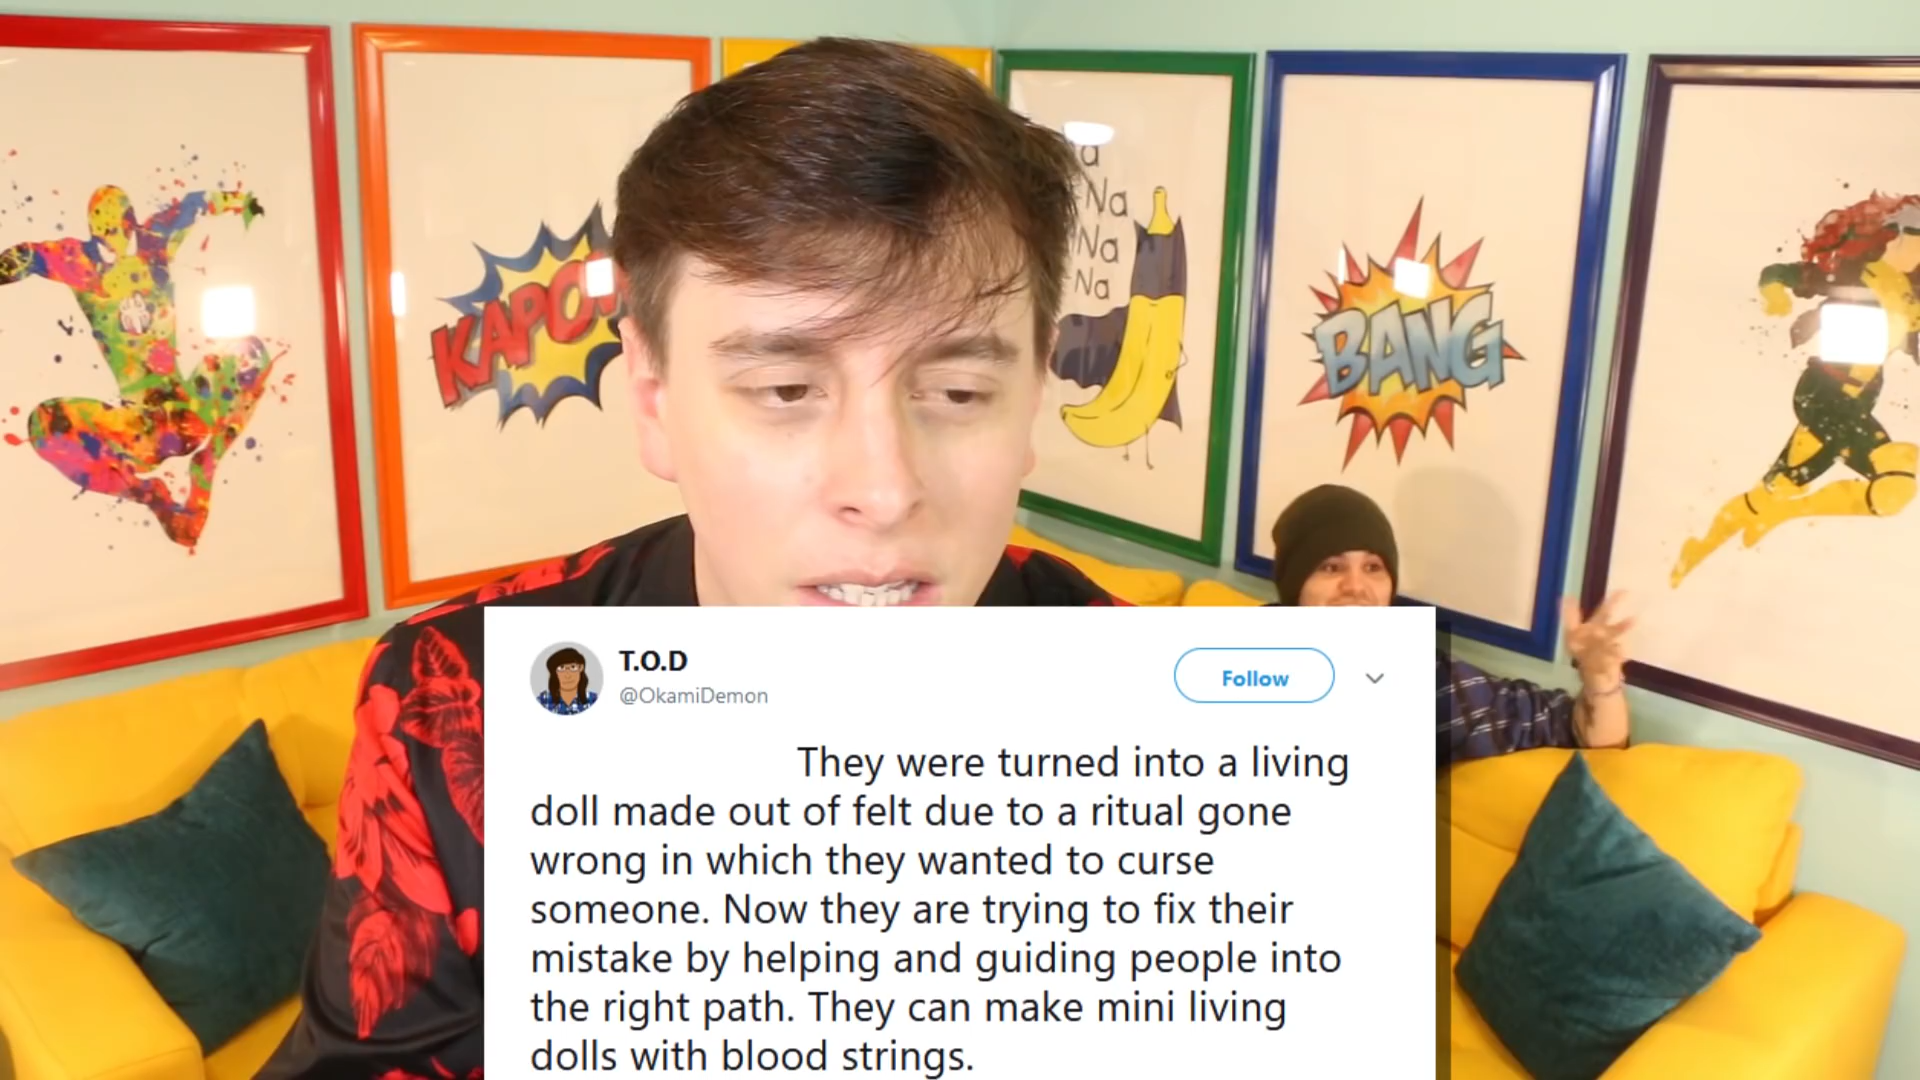 KAPOW
a
-Na
Na
-Na
BANG
T.O.D
@OkamiDemon
Follow
They were turned into a living
doll made out of felt due to a ritual gone
wrong in which they wanted to curse
someone. Now they are trying to fix their
mistake by helping and guiding people into
the right path. They can make mini living
dolls with blood strings.